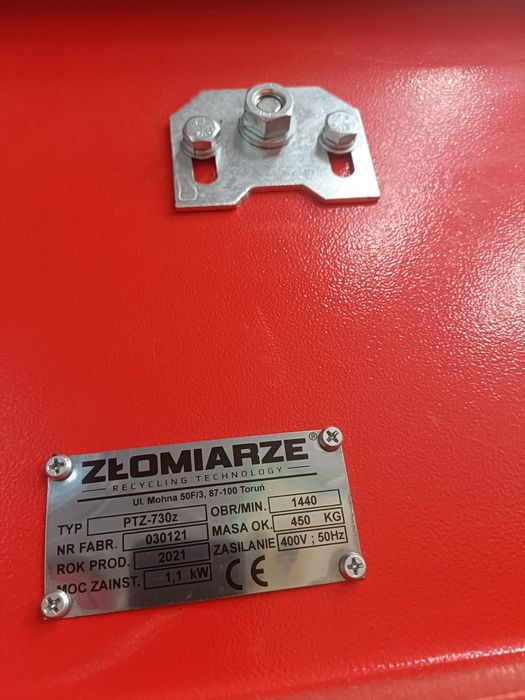 ZŁOMIARZE®
RECYCLING TECHNOLOGY
Ul. Mohna 50F/3, 87-100 Toruń
TYP PTZ-730z OBR/MIN. 1440
NR FABR. 030121 MASA OK. 450 KG
ROK PROD. 2021 ZASILANIE 400V ; 50Hz
MOC ZAINST. 1,1 kW CE